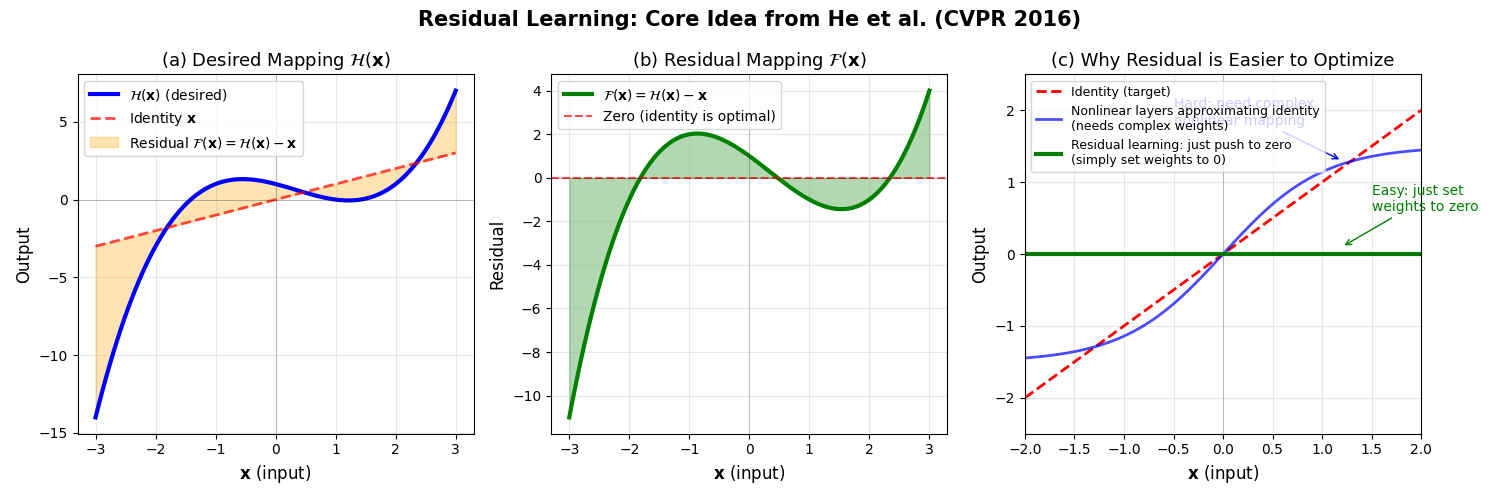 Residual Learning: Core Idea from He et al. (CVPR 2016)
(a) Desired Mapping ℋ(x)
ℋ(x) (desired)
Identity x
Residual ℱ(x) = ℋ(x) − x
5
0
−5
−10
−15
Output
−3 −2 −1 0 1 2 3
x (input)
(b) Residual Mapping ℱ(x)
ℱ(x) = ℋ(x) − x
Zero (identity is optimal)
4
2
0
−2
−4
−6
−8
−10
Residual
−3 −2 −1 0 1 2 3
x (input)
(c) Why Residual is Easier to Optimize
Identity (target)
Nonlinear layers approximating identity
(needs complex weights)
Residual learning: just push to zero
(simply set weights to 0)
Hard: need complex
mapping
Easy: just set
weights to zero
2
1
0
−1
−2
Output
−2.0 −1.5 −1.0 −0.5 0.0 0.5 1.0 1.5 2.0
x (input)